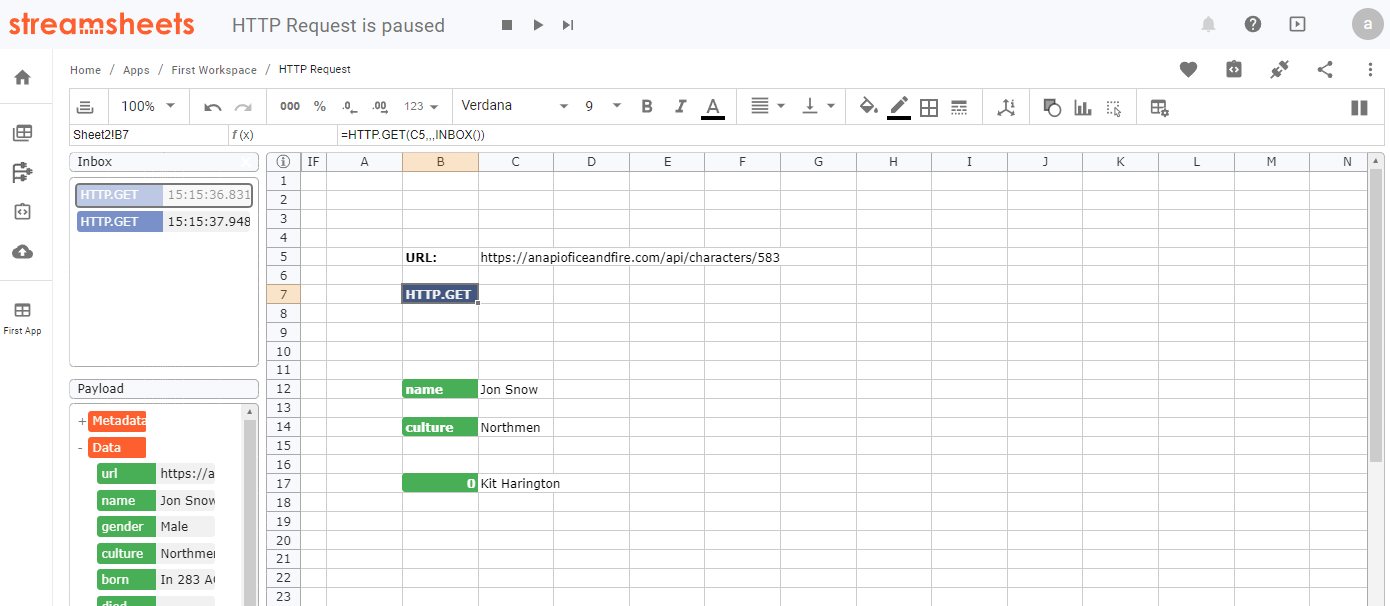 streamsheets HTTP Request is paused a
Home / Apps / First Workspace / HTTP Request
100% 000 % .0 .00 123 Verdana 9 B I A
Sheet2!B7 f (x) =HTTP.GET(C5,,,INBOX())
Inbox
HTTP.GET 15:15:36.831
HTTP.GET 15:15:37.948
First App
Payload
+ Metadata
- Data
url https://a
name Jon Snow
gender Male
culture Northmen
born In 283 AC
died
IF A B C D E F G H I J K L M N
1
2
3
4
5 URL: https://anapioficeandfire.com/api/characters/583
6
7 HTTP.GET
8
9
10
11
12 name Jon Snow
13
14 culture Northmen
15
16
17 0 Kit Harington
18
19
20
21
22
23